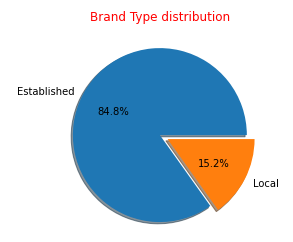 Brand Type distribution
Established
84.8%
15.2%
Local